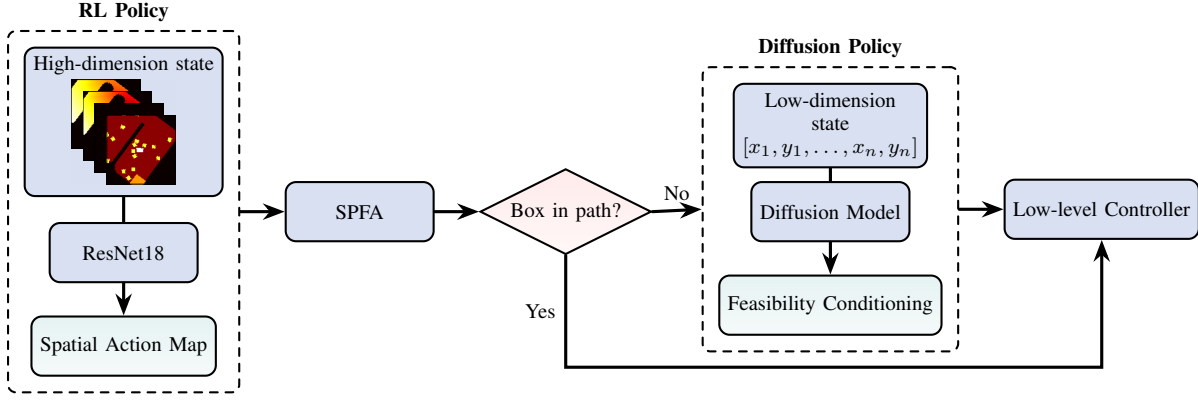 RL Policy
High-dimension state
ResNet18
Spatial Action Map
SPFA
Box in path?
No
Yes
Diffusion Policy
Low-dimension
state
[x₁, y₁, . . . , xₙ, yₙ]
Diffusion Model
Feasibility Conditioning
Low-level Controller